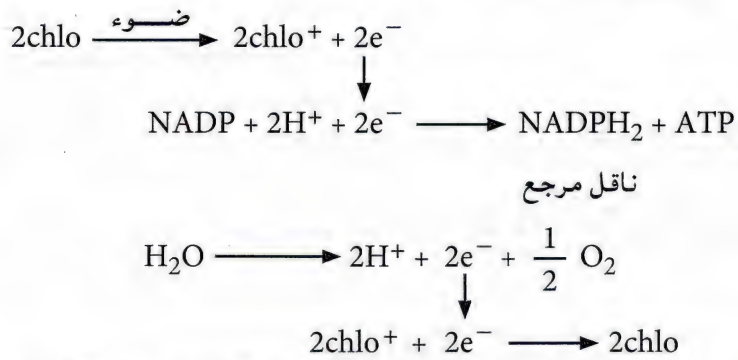 ضوء
2chlo ⟶ 2chlo⁺ + 2e⁻
NADP + 2H⁺ + 2e⁻ ⟶ NADPH₂ + ATP
ناقل مرجع
H₂O ⟶ 2H⁺ + 2e⁻ + 1/2 O₂
2chlo⁺ + 2e⁻ ⟶ 2chlo